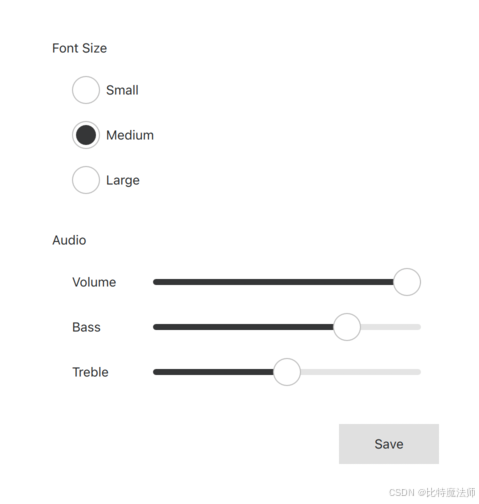 Font Size
Small
Medium
Large
Audio
Volume
Bass
Treble
Save
CSDN @比特魔法师